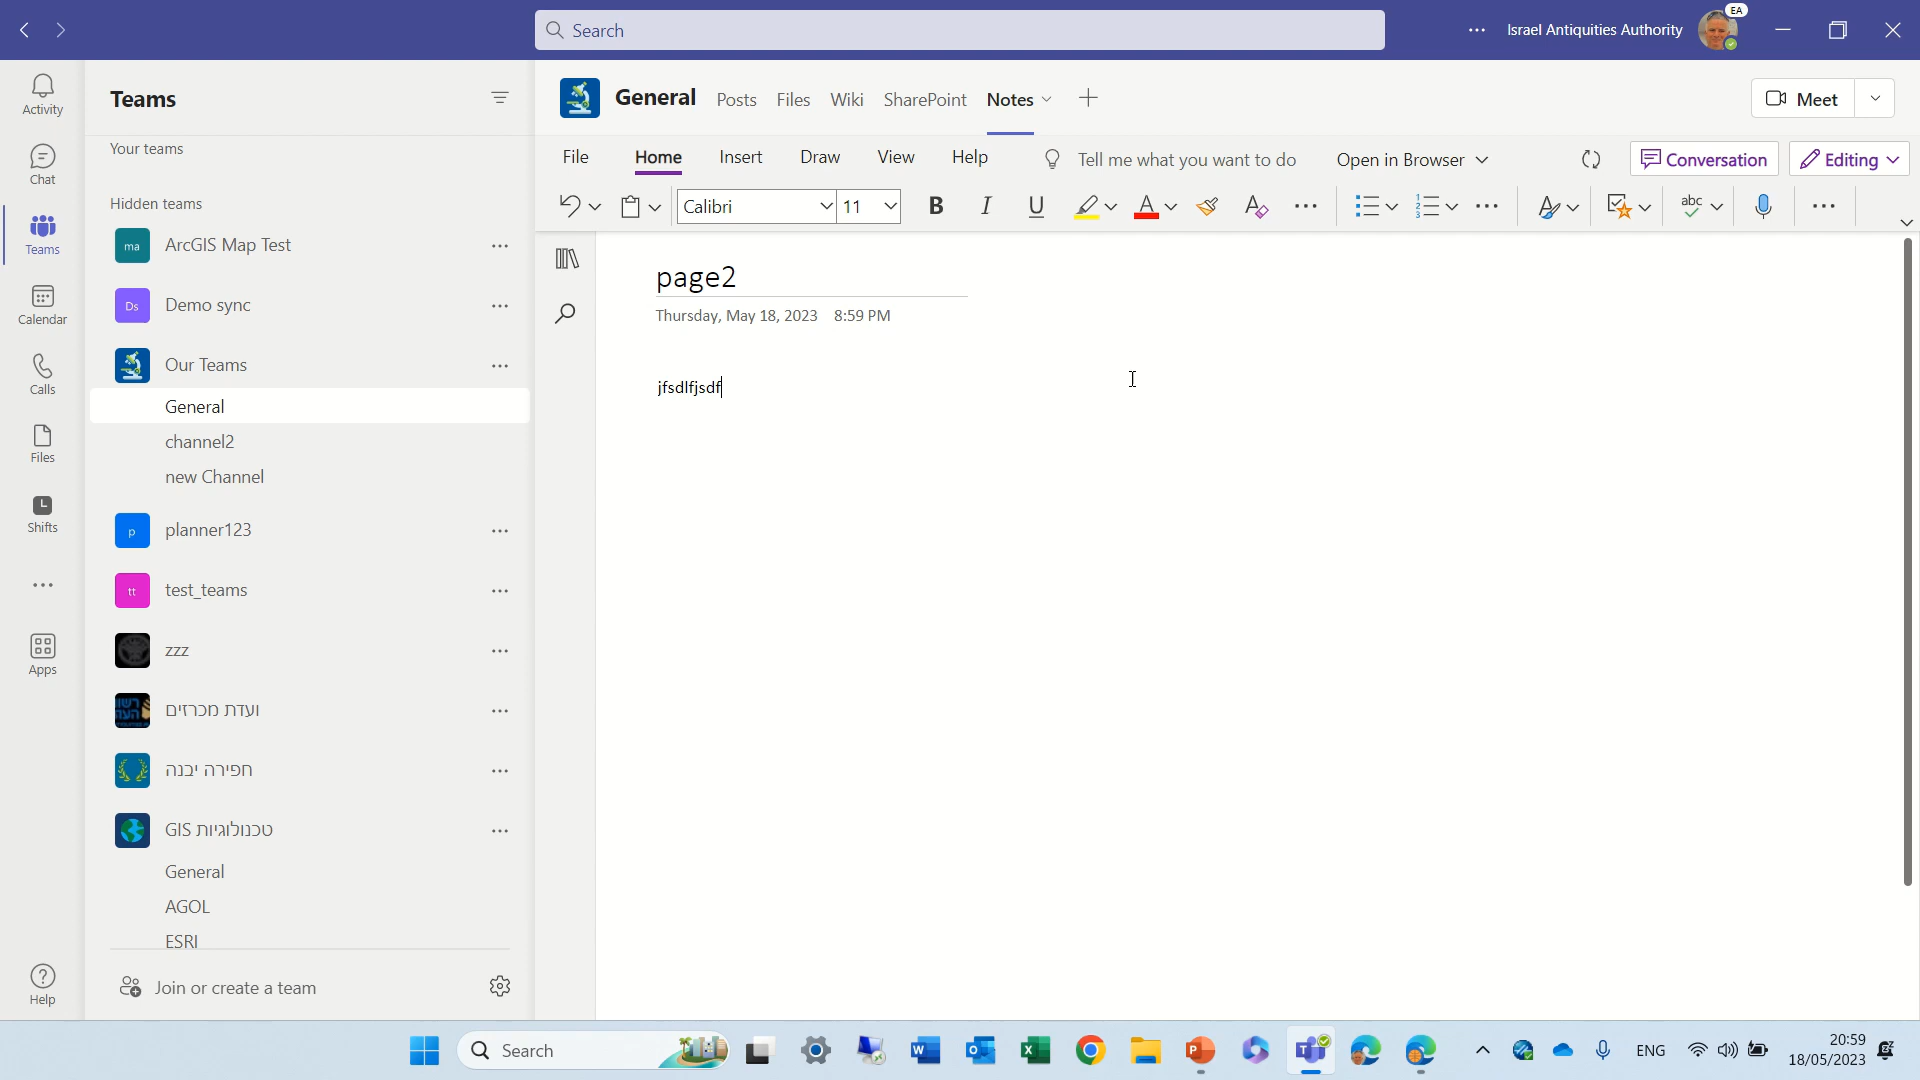 Search
Israel Antiquities Authority
EA
Activity
Chat
Teams
Calendar
Calls
Files
Shifts
Apps
Help
Teams
Your teams
Hidden teams
ma ArcGIS Map Test
Ds Demo sync
Our Teams
General
channel2
new Channel
p planner123
tt test_teams
zzz
ועדת מכרזים
חפירה יבנה
טכנולוגיות GIS
General
AGOL
ESRI
Join or create a team
General Posts Files Wiki SharePoint Notes
Meet
File Home Insert Draw View Help Tell me what you want to do Open in Browser Conversation Editing
Calibri 11 B I U A A abc
page2
Thursday, May 18, 2023 8:59 PM
jfsdlfjsdf
Search
ENG
20:59
18/05/2023